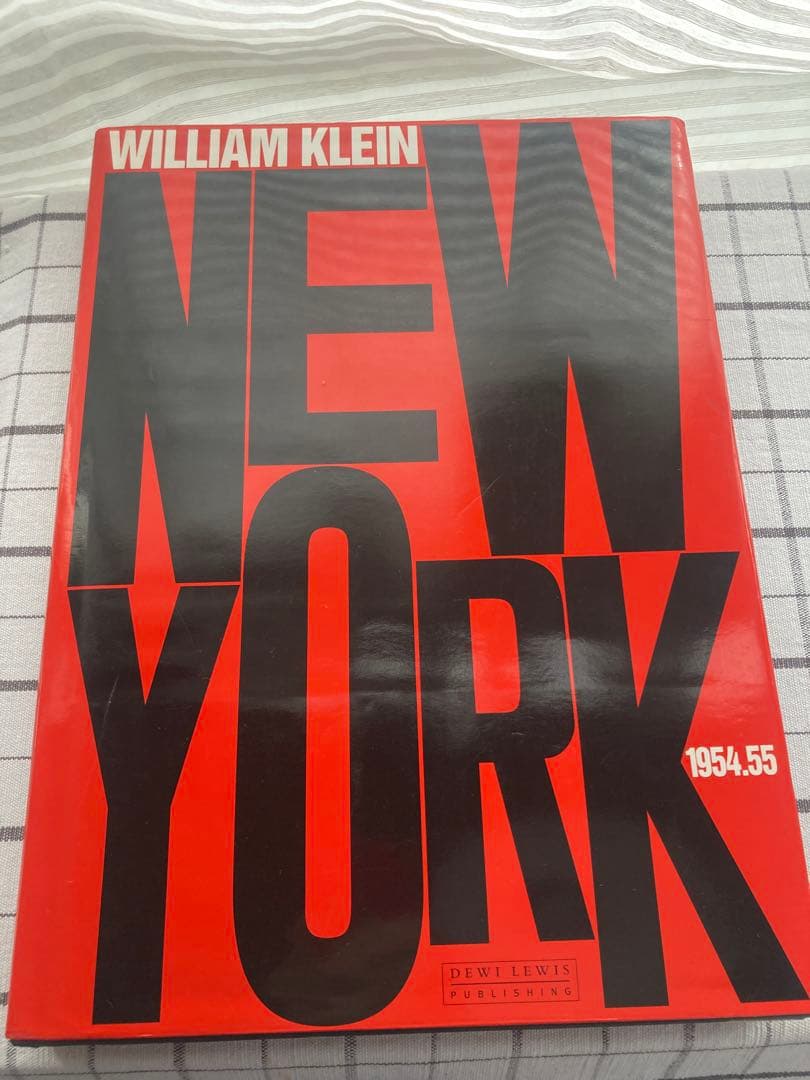 WILLIAM KLEIN
NEW
YORK
1954.55
DEWI LEWIS
PUBLISHING